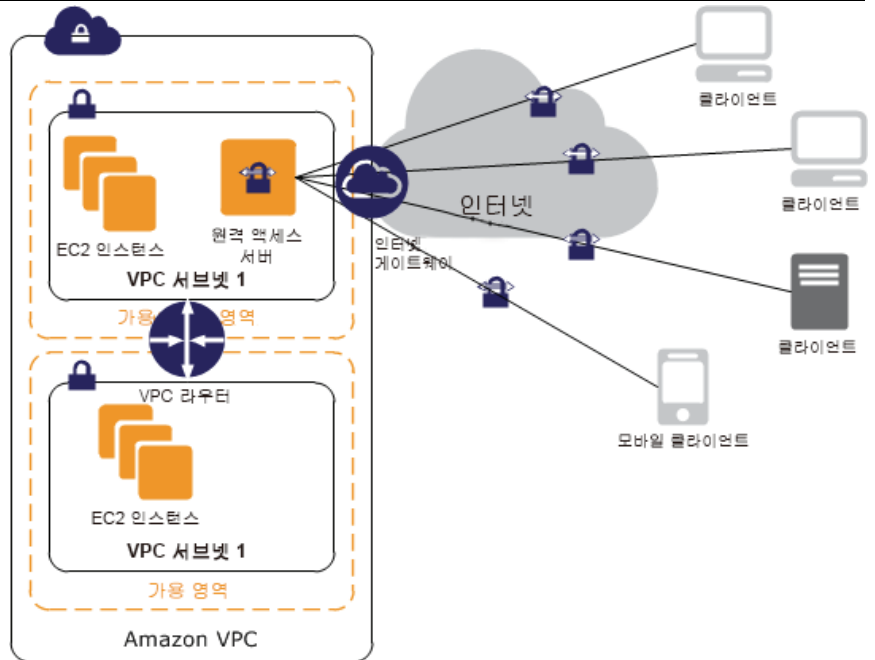 클라이언트
클라이언트
인터넷
원격 액세스
서버
EC2 인스턴스
인터넷
게이트웨이
VPC 서브넷 1
가용 영역
클라이언트
VPC 라우터
모바일 클라이언트
EC2 인스턴스
VPC 서브넷 1
가용 영역
Amazon VPC